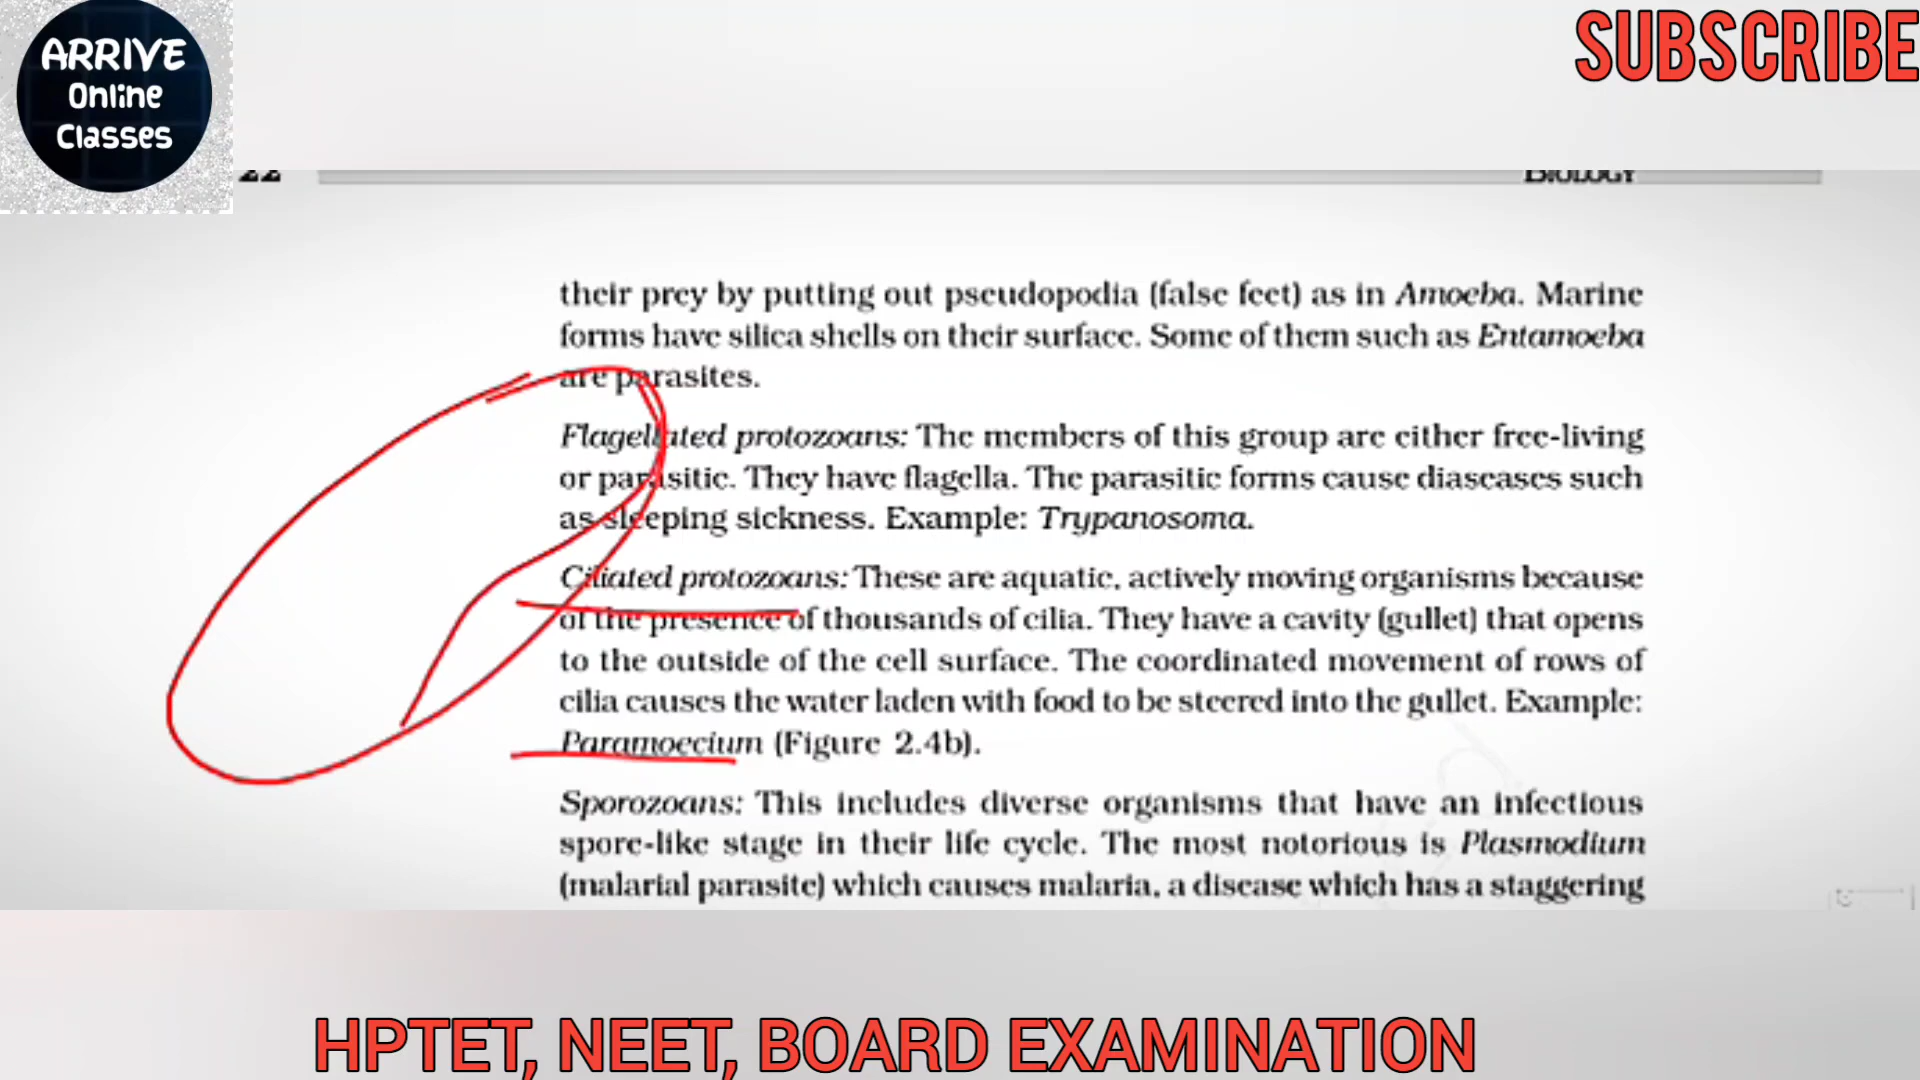 ARRIVE
Online
Classes
SUBSCRIBE
22
BIOLOGY
their prey by putting out pseudopodia (false feet) as in Amoeba. Marine
forms have silica shells on their surface. Some of them such as Entamoeba
are parasites.
Flagellated protozoans: The members of this group are either free-living
or parasitic. They have flagella. The parasitic forms cause diaseases such
as sleeping sickness. Example: Trypanosoma.
Ciliated protozoans: These are aquatic, actively moving organisms because
of the presence of thousands of cilia. They have a cavity (gullet) that opens
to the outside of the cell surface. The coordinated movement of rows of
cilia causes the water laden with food to be steered into the gullet. Example:
Paramoecium (Figure 2.4b).
Sporozoans: This includes diverse organisms that have an infectious
spore-like stage in their life cycle. The most notorious is Plasmodium
(malarial parasite) which causes malaria, a disease which has a staggering
HPTET, NEET, BOARD EXAMINATION